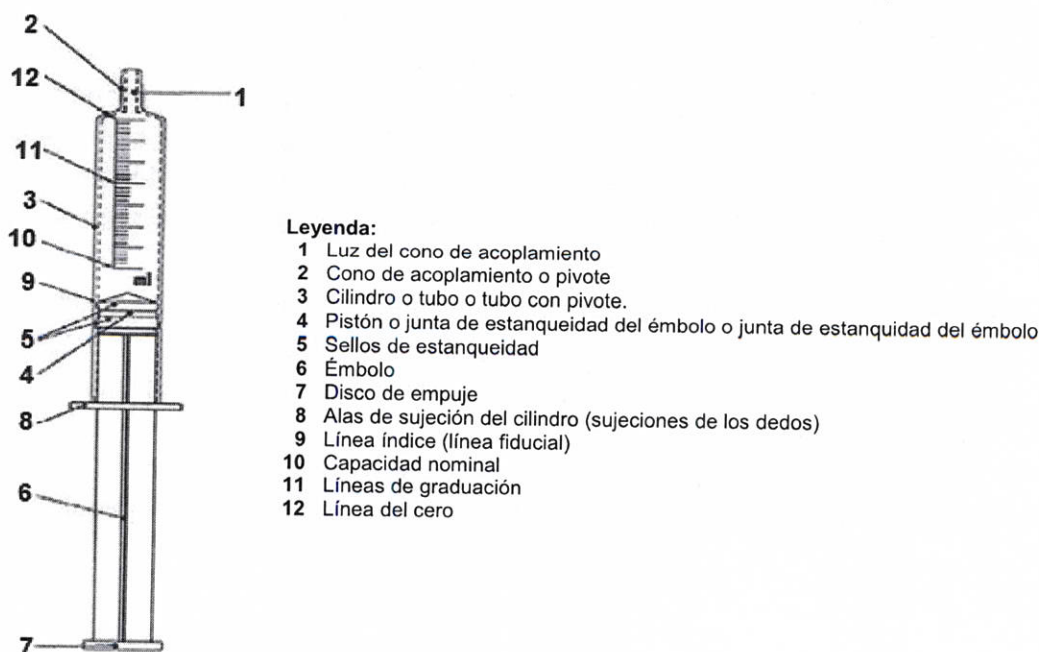 2
12
1
11
3
10
ml
9
5
4
8
6
7
Leyenda:
1 Luz del cono de acoplamiento
2 Cono de acoplamiento o pivote
3 Cilindro o tubo o tubo con pivote.
4 Pistón o junta de estanqueidad del émbolo o junta de estanquidad del émbolo
5 Sellos de estanqueidad
6 Émbolo
7 Disco de empuje
8 Alas de sujeción del cilindro (sujeciones de los dedos)
9 Línea índice (línea fiducial)
10 Capacidad nominal
11 Líneas de graduación
12 Línea del cero